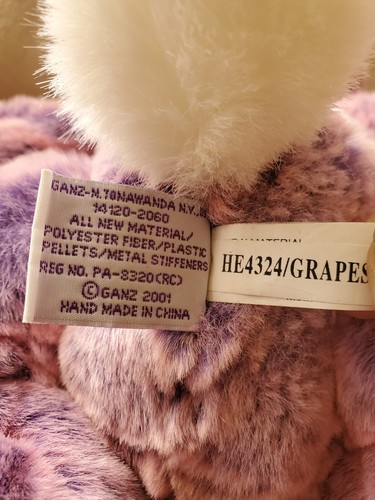 GANZ-N.TONAWANDA N.Y.,
14120-2060
ALL NEW MATERIAL/
POLYESTER FIBER/PLASTIC
PELLETS/METAL STIFFENERS
REG NO. PA-8320(RC)
©GANZ 2001
HAND MADE IN CHINA
MATERIAL
HE4324/GRAPES